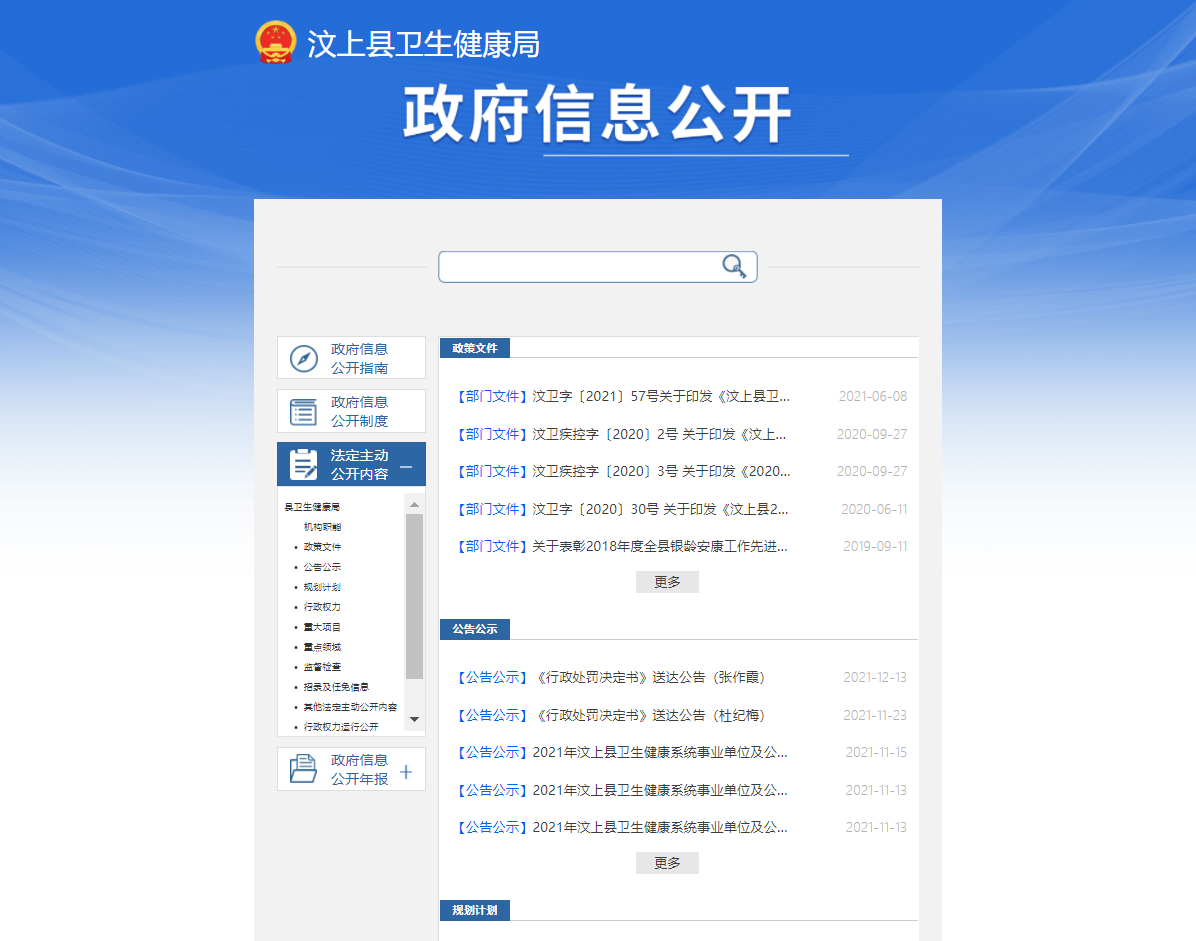 汶上县卫生健康局
政府信息公开
政府信息
公开指南
政府信息
公开制度
法定主动
公开内容
县卫生健康局
机构职能
政策文件
公告公示
规划计划
行政权力
重大项目
重点领域
监督检查
招录及任免信息
其他法定主动公开内容
行政权力运行公开
政府信息
公开年报
政策文件
【部门文件】汶卫字〔2021〕57号关于印发《汶上县卫... 2021-06-08
【部门文件】汶卫疾控字〔2020〕2号 关于印发《汶上... 2020-09-27
【部门文件】汶卫疾控字〔2020〕3号 关于印发《2020... 2020-09-27
【部门文件】汶卫字〔2020〕30号 关于印发《汶上县2... 2020-06-11
【部门文件】关于表彰2018年度全县银龄安康工作先进... 2019-09-11
更多
公告公示
【公告公示】《行政处罚决定书》送达公告（张作霞） 2021-12-13
【公告公示】《行政处罚决定书》送达公告（杜纪梅） 2021-11-23
【公告公示】2021年汶上县卫生健康系统事业单位及公... 2021-11-15
【公告公示】2021年汶上县卫生健康系统事业单位及公... 2021-11-13
【公告公示】2021年汶上县卫生健康系统事业单位及公... 2021-11-13
更多
规划计划